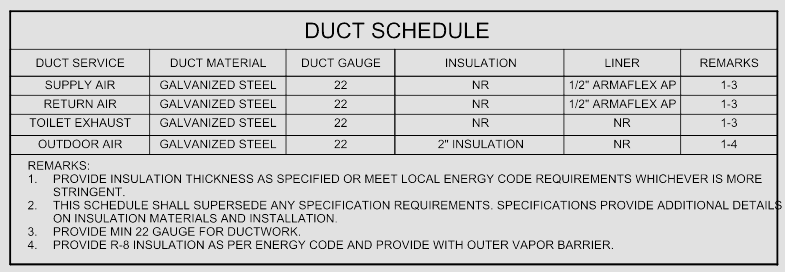 DUCT SCHEDULE
DUCT SERVICE DUCT MATERIAL DUCT GAUGE INSULATION LINER REMARKS
SUPPLY AIR GALVANIZED STEEL 22 NR 1/2" ARMAFLEX AP 1-3
RETURN AIR GALVANIZED STEEL 22 NR 1/2" ARMAFLEX AP 1-3
TOILET EXHAUST GALVANIZED STEEL 22 NR NR 1-3
OUTDOOR AIR GALVANIZED STEEL 22 2" INSULATION NR 1-4
REMARKS:
1. PROVIDE INSULATION THICKNESS AS SPECIFIED OR MEET LOCAL ENERGY CODE REQUIREMENTS WHICHEVER IS MORE
STRINGENT.
2. THIS SCHEDULE SHALL SUPERSEDE ANY SPECIFICATION REQUIREMENTS. SPECIFICATIONS PROVIDE ADDITIONAL DETAILS
ON INSULATION MATERIALS AND INSTALLATION.
3. PROVIDE MIN 22 GAUGE FOR DUCTWORK.
4. PROVIDE R-8 INSULATION AS PER ENERGY CODE AND PROVIDE WITH OUTER VAPOR BARRIER.